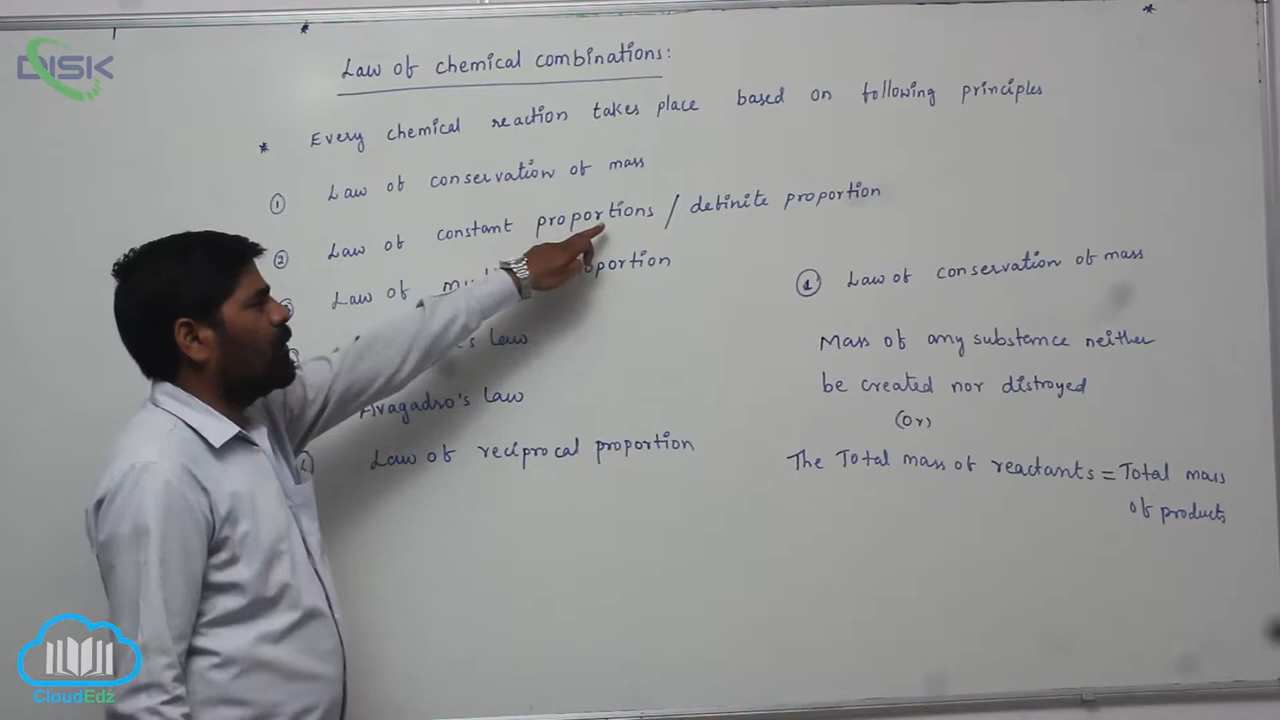 DISK
Law of chemical combinations:
* Every chemical reaction takes place based on following principles
① Law of conservation of mass
② Law of constant proportions / definite proportion
Law of
Law
Avagadro's Law
Law of reciprocal proportion
① Law of conservation of mass
Mass of any substance neither
be created nor distroyed
(Or)
The Total mass of reactants = Total mass
of products
CloudEdz